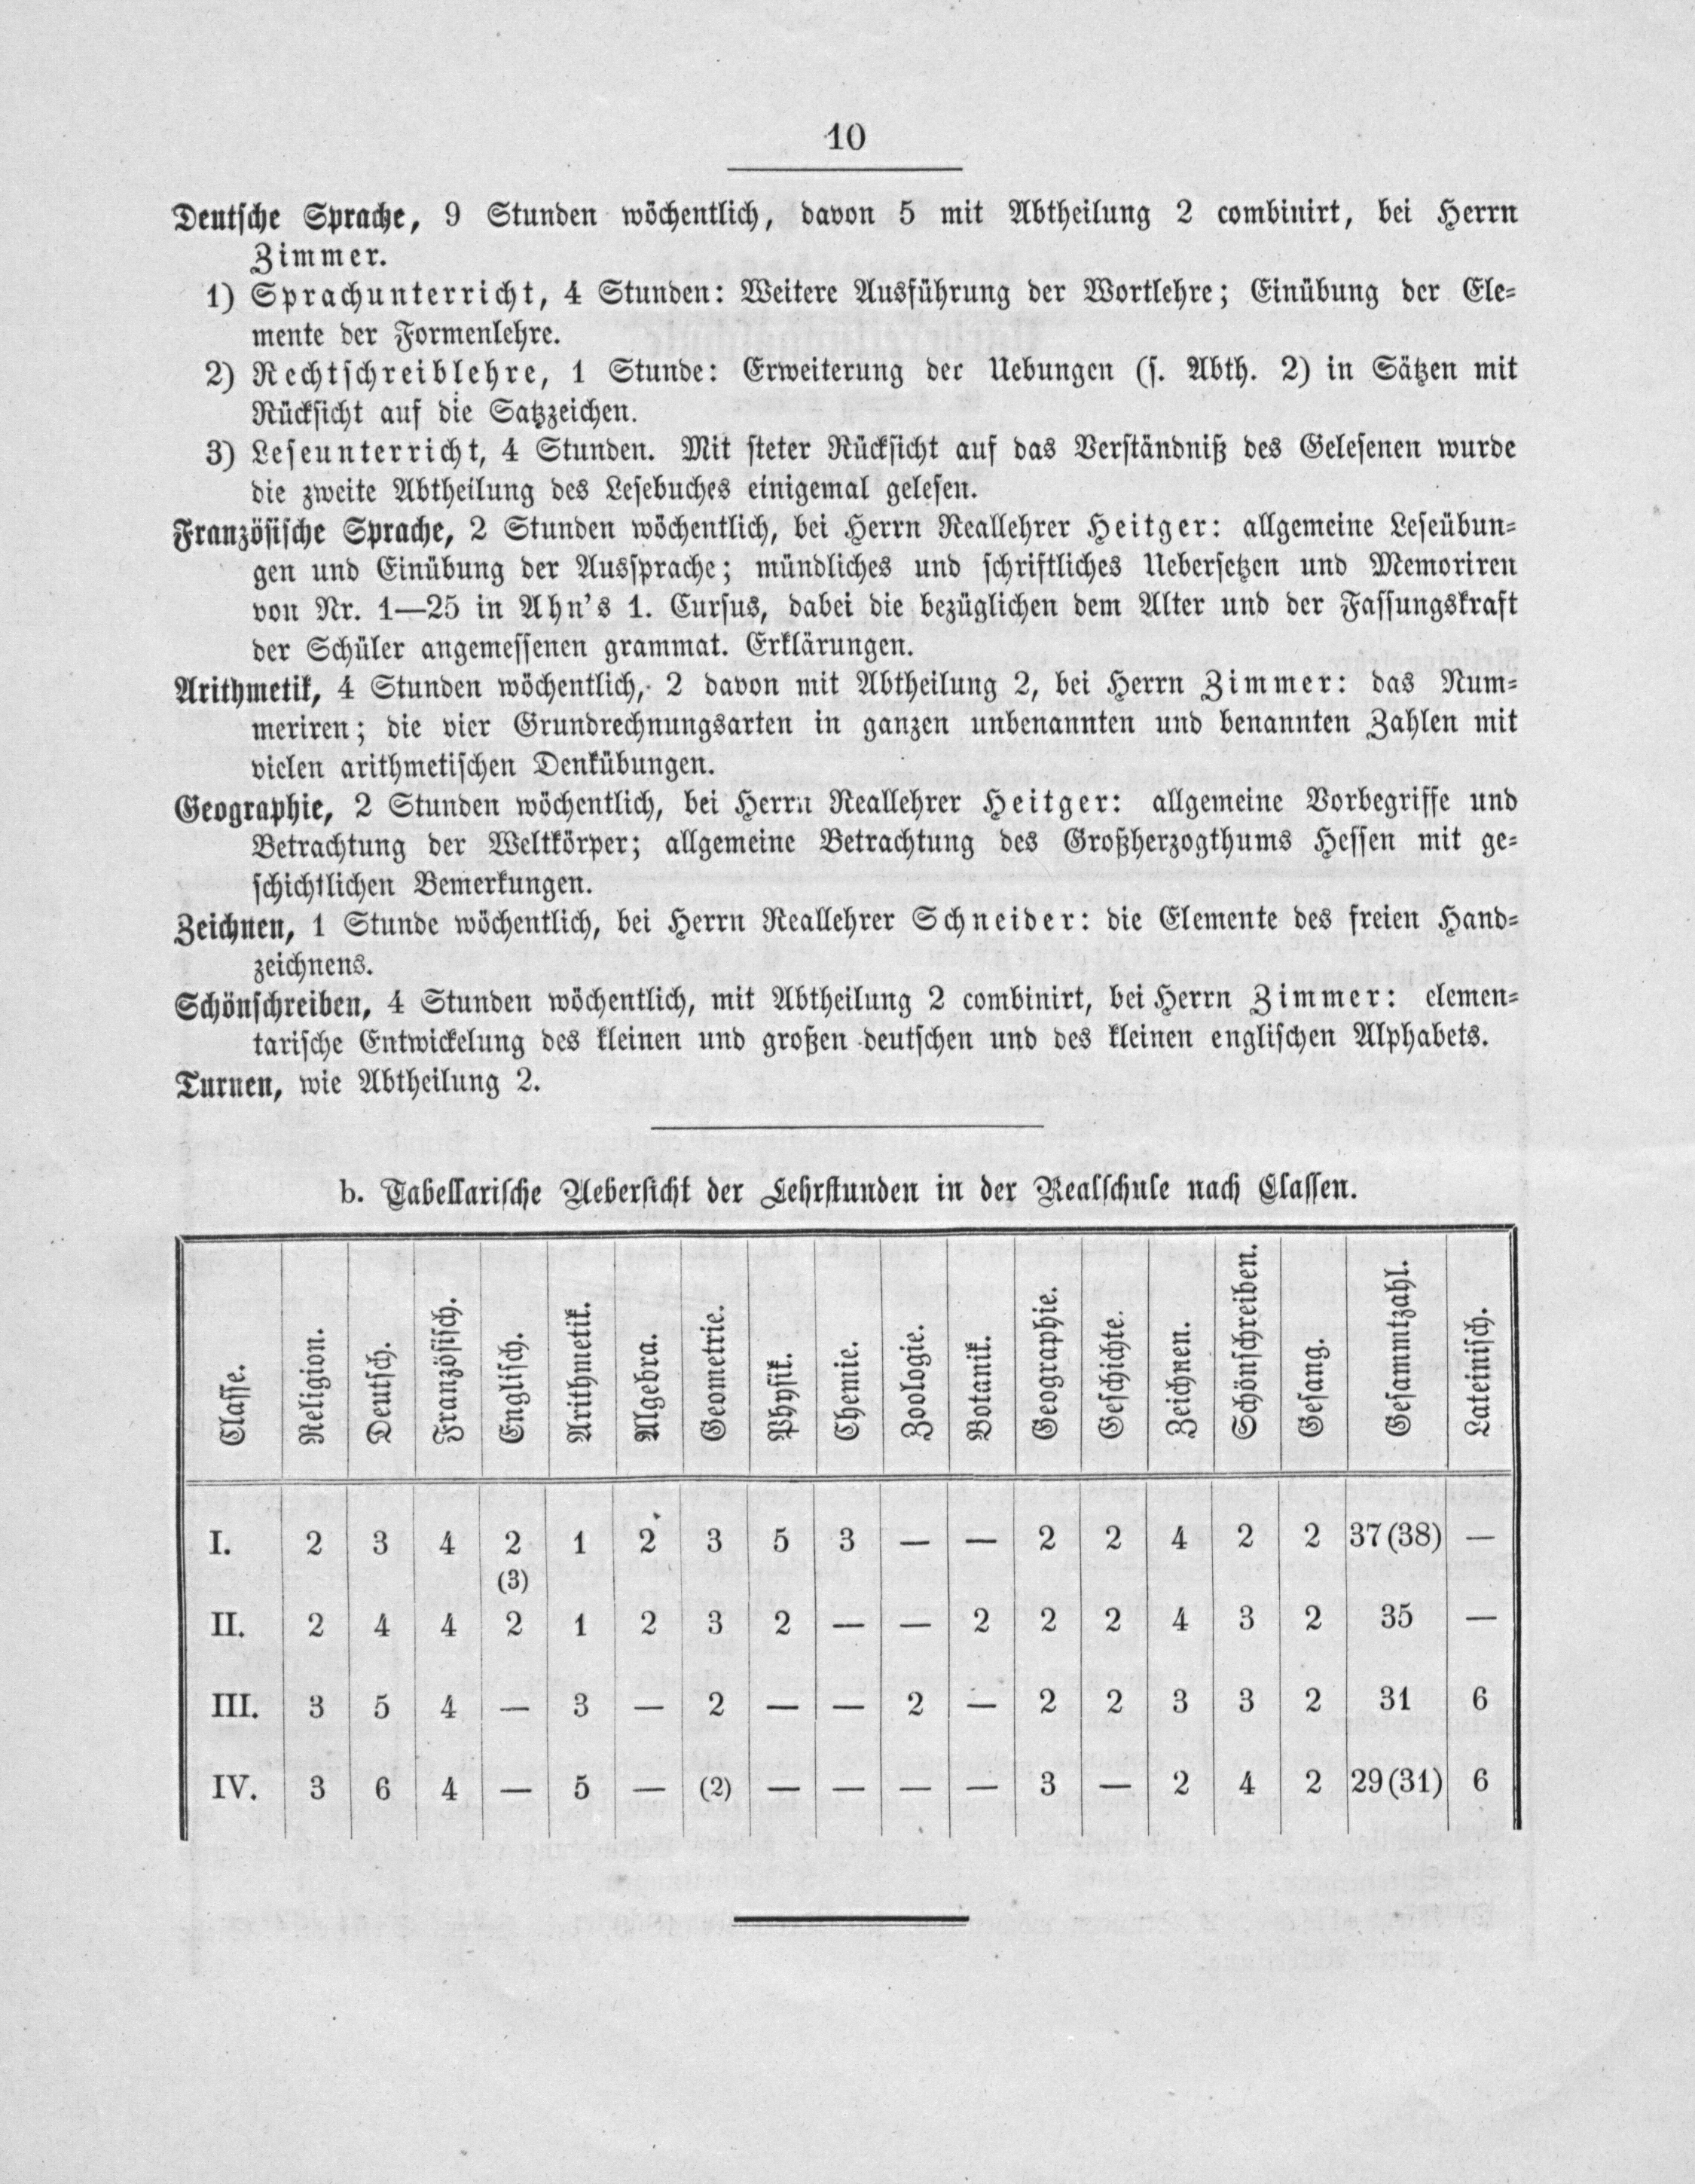 10
Deutsche Sprache, 9 Stunden wöchentlich, davon 5 mit Abtheilung 2 combinirt, bei Herrn
Zimmer.
1) Sprachunterricht, 4 Stunden: Weitere Ausführung der Wortlehre; Einübung der Ele-
mente der Formenlehre.
2) Rechtschreiblehre, 1 Stunde: Erweiterung der Uebungen (s. Abth. 2) in Sätzen mit
Rücksicht auf die Satzzeichen.
3) Leseunterricht, 4 Stunden. Mit steter Rücksicht auf das Verständniß des Gelesenen wurde
die zweite Abtheilung des Lesebuches einigemal gelesen.
Französische Sprache, 2 Stunden wöchentlich, bei Herrn Reallehrer Heitger: allgemeine Leseübun-
gen und Einübung der Aussprache; mündliches und schriftliches Uebersetzen und Memoriren
von Nr. 1—25 in Ahn's 1. Cursus, dabei die bezüglichen dem Alter und der Fassungskraft
der Schüler angemessenen grammat. Erklärungen.
Arithmetik, 4 Stunden wöchentlich, 2 davon mit Abtheilung 2, bei Herrn Zimmer: das Num-
meriren; die vier Grundrechnungsarten in ganzen unbenannten und benannten Zahlen mit
vielen arithmetischen Denkübungen.
Geographie, 2 Stunden wöchentlich, bei Herrn Reallehrer Heitger: allgemeine Vorbegriffe und
Betrachtung der Weltkörper; allgemeine Betrachtung des Großherzogthums Hessen mit ge-
schichtlichen Bemerkungen.
Zeichnen, 1 Stunde wöchentlich, bei Herrn Reallehrer Schneider: die Elemente des freien Hand-
zeichnens.
Schönschreiben, 4 Stunden wöchentlich, mit Abtheilung 2 combinirt, bei Herrn Zimmer: elemen-
tarische Entwickelung des kleinen und großen deutschen und des kleinen englischen Alphabets.
Turnen, wie Abtheilung 2.
b. Tabellarische Uebersicht der Lehrstunden in der Realschule nach Classen.
Classe. Religion. Deutsch. Französisch. Englisch. Arithmetik. Algebra. Geometrie. Physik. Chemie. Zoologie. Botanik. Geographie. Geschichte. Zeichnen. Schönschreiben. Gesang. Gesammtzahl. Lateinisch.
I. 2 3 4 2 1 2 3 5 3 — — 2 2 4 2 2 37(38) —
(3)
II. 2 4 4 2 1 2 3 2 — — 2 2 2 4 3 2 35 —
III. 3 5 4 — 3 — 2 — — 2 — 2 2 3 3 2 31 6
IV. 3 6 4 — 5 — (2) — — — — 3 — 2 4 2 29(31) 6